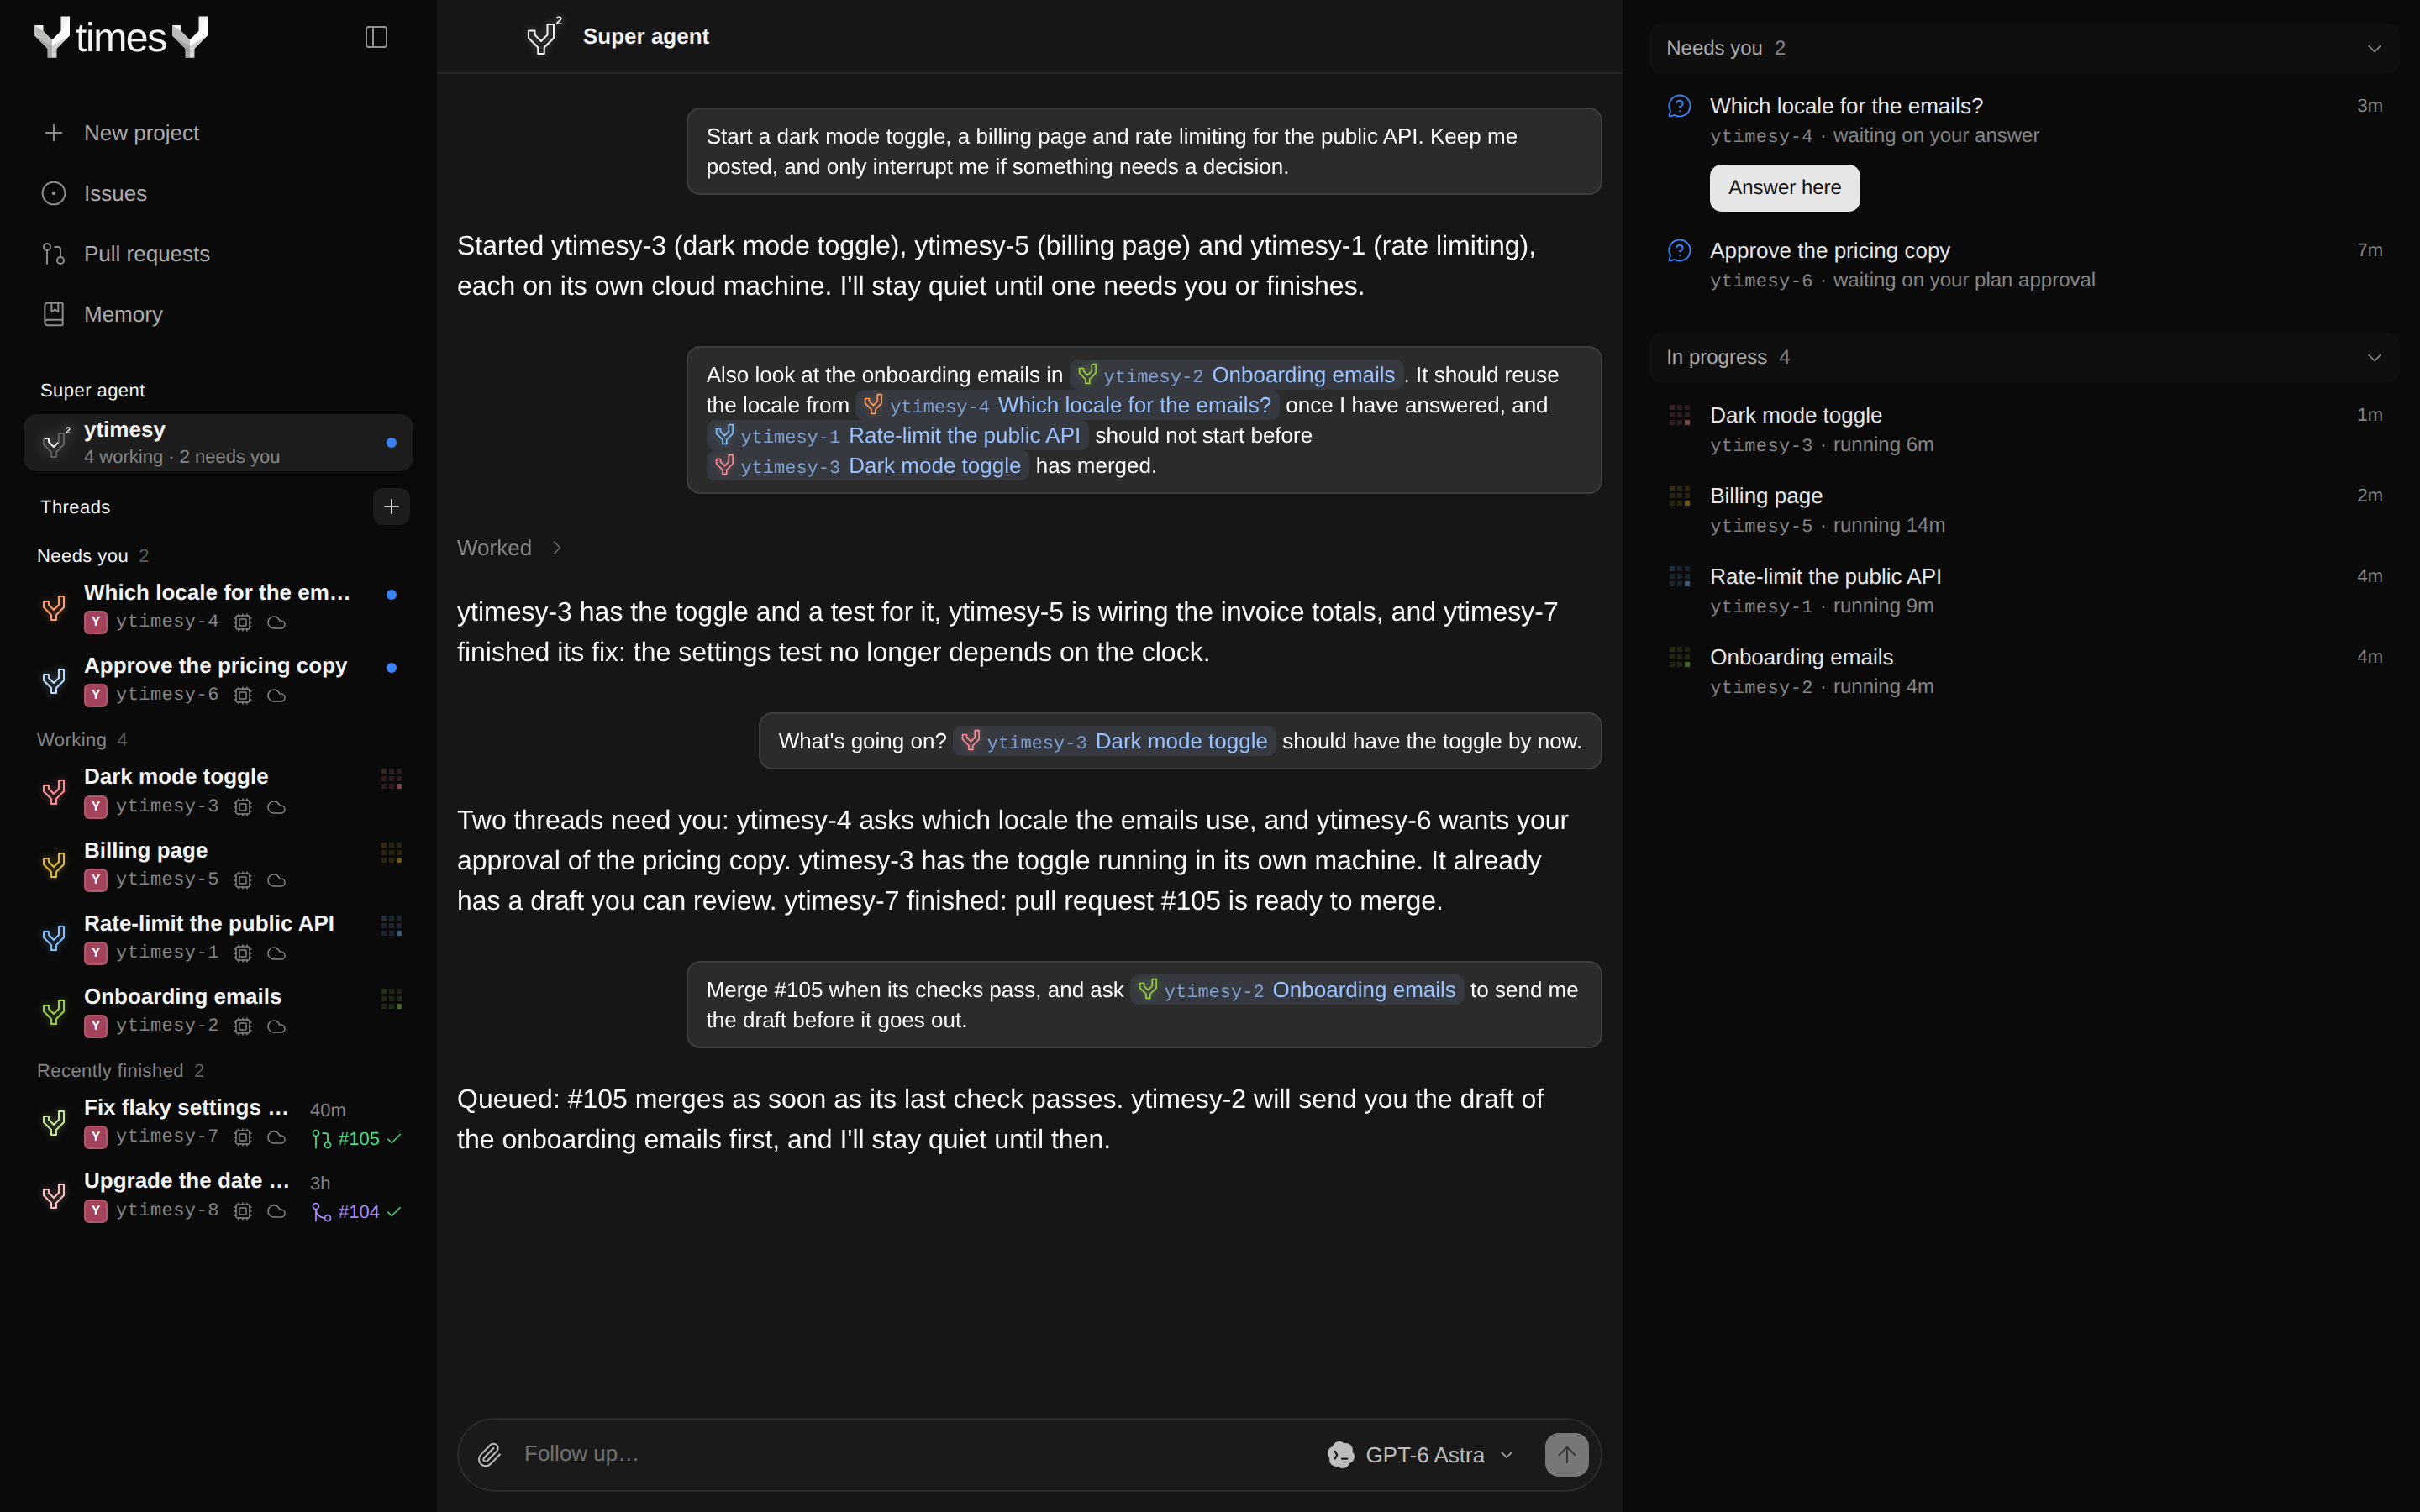 times
New project
Issues
Pull requests
Memory
Super agent
2
ytimesy
4 working · 2 needs you
Threads
Needs you 2
Which locale for the em…
Y ytimesy-4
Approve the pricing copy
Y ytimesy-6
Working 4
Dark mode toggle
Y ytimesy-3
Billing page
Y ytimesy-5
Rate-limit the public API
Y ytimesy-1
Onboarding emails
Y ytimesy-2
Recently finished 2
Fix flaky settings … 40m
Y ytimesy-7 #105
Upgrade the date … 3h
Y ytimesy-8 #104
2
Super agent
Start a dark mode toggle, a billing page and rate limiting for the public API. Keep me
posted, and only interrupt me if something needs a decision.
Started ytimesy-3 (dark mode toggle), ytimesy-5 (billing page) and ytimesy-1 (rate limiting),
each on its own cloud machine. I'll stay quiet until one needs you or finishes.
Also look at the onboarding emails in ytimesy-2 Onboarding emails. It should reuse
the locale from ytimesy-4 Which locale for the emails? once I have answered, and
ytimesy-1 Rate-limit the public API should not start before
ytimesy-3 Dark mode toggle has merged.
Worked
ytimesy-3 has the toggle and a test for it, ytimesy-5 is wiring the invoice totals, and ytimesy-7
finished its fix: the settings test no longer depends on the clock.
What's going on? ytimesy-3 Dark mode toggle should have the toggle by now.
Two threads need you: ytimesy-4 asks which locale the emails use, and ytimesy-6 wants your
approval of the pricing copy. ytimesy-3 has the toggle running in its own machine. It already
has a draft you can review. ytimesy-7 finished: pull request #105 is ready to merge.
Merge #105 when its checks pass, and ask ytimesy-2 Onboarding emails to send me
the draft before it goes out.
Queued: #105 merges as soon as its last check passes. ytimesy-2 will send you the draft of
the onboarding emails first, and I'll stay quiet until then.
Follow up…
GPT-6 Astra
Needs you 2
Which locale for the emails? 3m
ytimesy-4 · waiting on your answer
Answer here
Approve the pricing copy 7m
ytimesy-6 · waiting on your plan approval
In progress 4
Dark mode toggle 1m
ytimesy-3 · running 6m
Billing page 2m
ytimesy-5 · running 14m
Rate-limit the public API 4m
ytimesy-1 · running 9m
Onboarding emails 4m
ytimesy-2 · running 4m